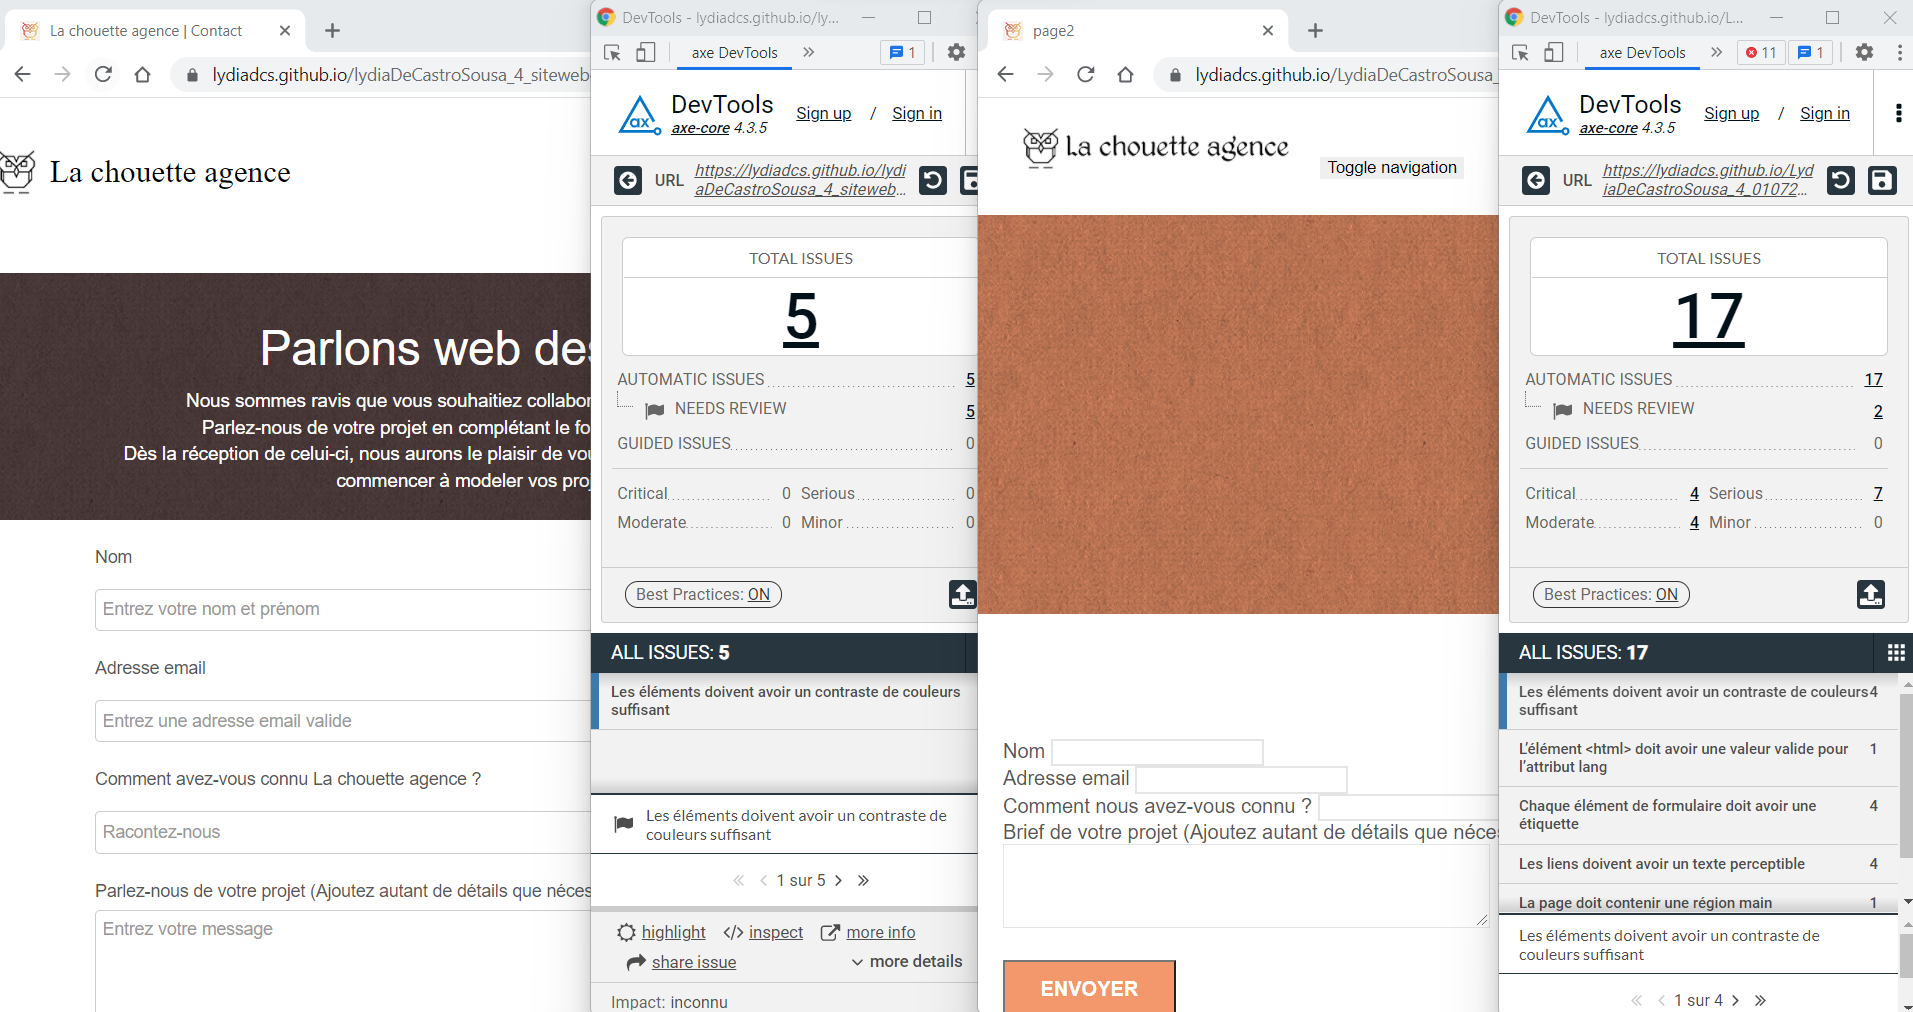 La chouette agence | Contact
lydiadcs.github.io/lydiaDeCastroSousa_4_siteweb
La chouette agence
Parlons web des
Nous sommes ravis que vous souhaitiez collabor
Parlez-nous de votre projet en complétant le fo
Dès la réception de celui-ci, nous aurons le plaisir de vou
commencer à modeler vos proj
Nom
Entrez votre nom et prénom
Adresse email
Entrez une adresse email valide
Comment avez-vous connu La chouette agence ?
Racontez-nous
Parlez-nous de votre projet (Ajoutez autant de détails que néces
Entrez votre message
DevTools - lydiadcs.github.io/ly...
axe DevTools
1
ax
DevTools
axe-core 4.3.5
Sign up / Sign in
URL
https://lydiadcs.github.io/lydi
aDeCastroSousa_4_siteweb...
TOTAL ISSUES
5
AUTOMATIC ISSUES 5
NEEDS REVIEW 5
GUIDED ISSUES 0
Critical 0 Serious 0
Moderate 0 Minor 0
Best Practices: ON
ALL ISSUES: 5
Les éléments doivent avoir un contraste de couleurs
suffisant
Les éléments doivent avoir un contraste de
couleurs suffisant
1 sur 5
highlight inspect more info
share issue more details
Impact: inconnu
page2
lydiadcs.github.io/LydiaDeCastroSousa_
La chouette agence
Toggle navigation
Nom
Adresse email
Comment nous avez-vous connu ?
Brief de votre projet (Ajoutez autant de détails que néces
ENVOYER
DevTools - lydiadcs.github.io/L...
axe DevTools
11 1
ax
DevTools
axe-core 4.3.5
Sign up / Sign in
URL
https://lydiadcs.github.io/Lyd
iaDeCastroSousa_4_01072...
TOTAL ISSUES
17
AUTOMATIC ISSUES 17
NEEDS REVIEW 2
GUIDED ISSUES 0
Critical 4 Serious 7
Moderate 4 Minor 0
Best Practices: ON
ALL ISSUES: 17
Les éléments doivent avoir un contraste de couleurs 4
suffisant
L'élément <html> doit avoir une valeur valide pour 1
l'attribut lang
Chaque élément de formulaire doit avoir une 4
étiquette
Les liens doivent avoir un texte perceptible 4
La page doit contenir une région main 1
Les éléments doivent avoir un contraste de
couleurs suffisant
1 sur 4